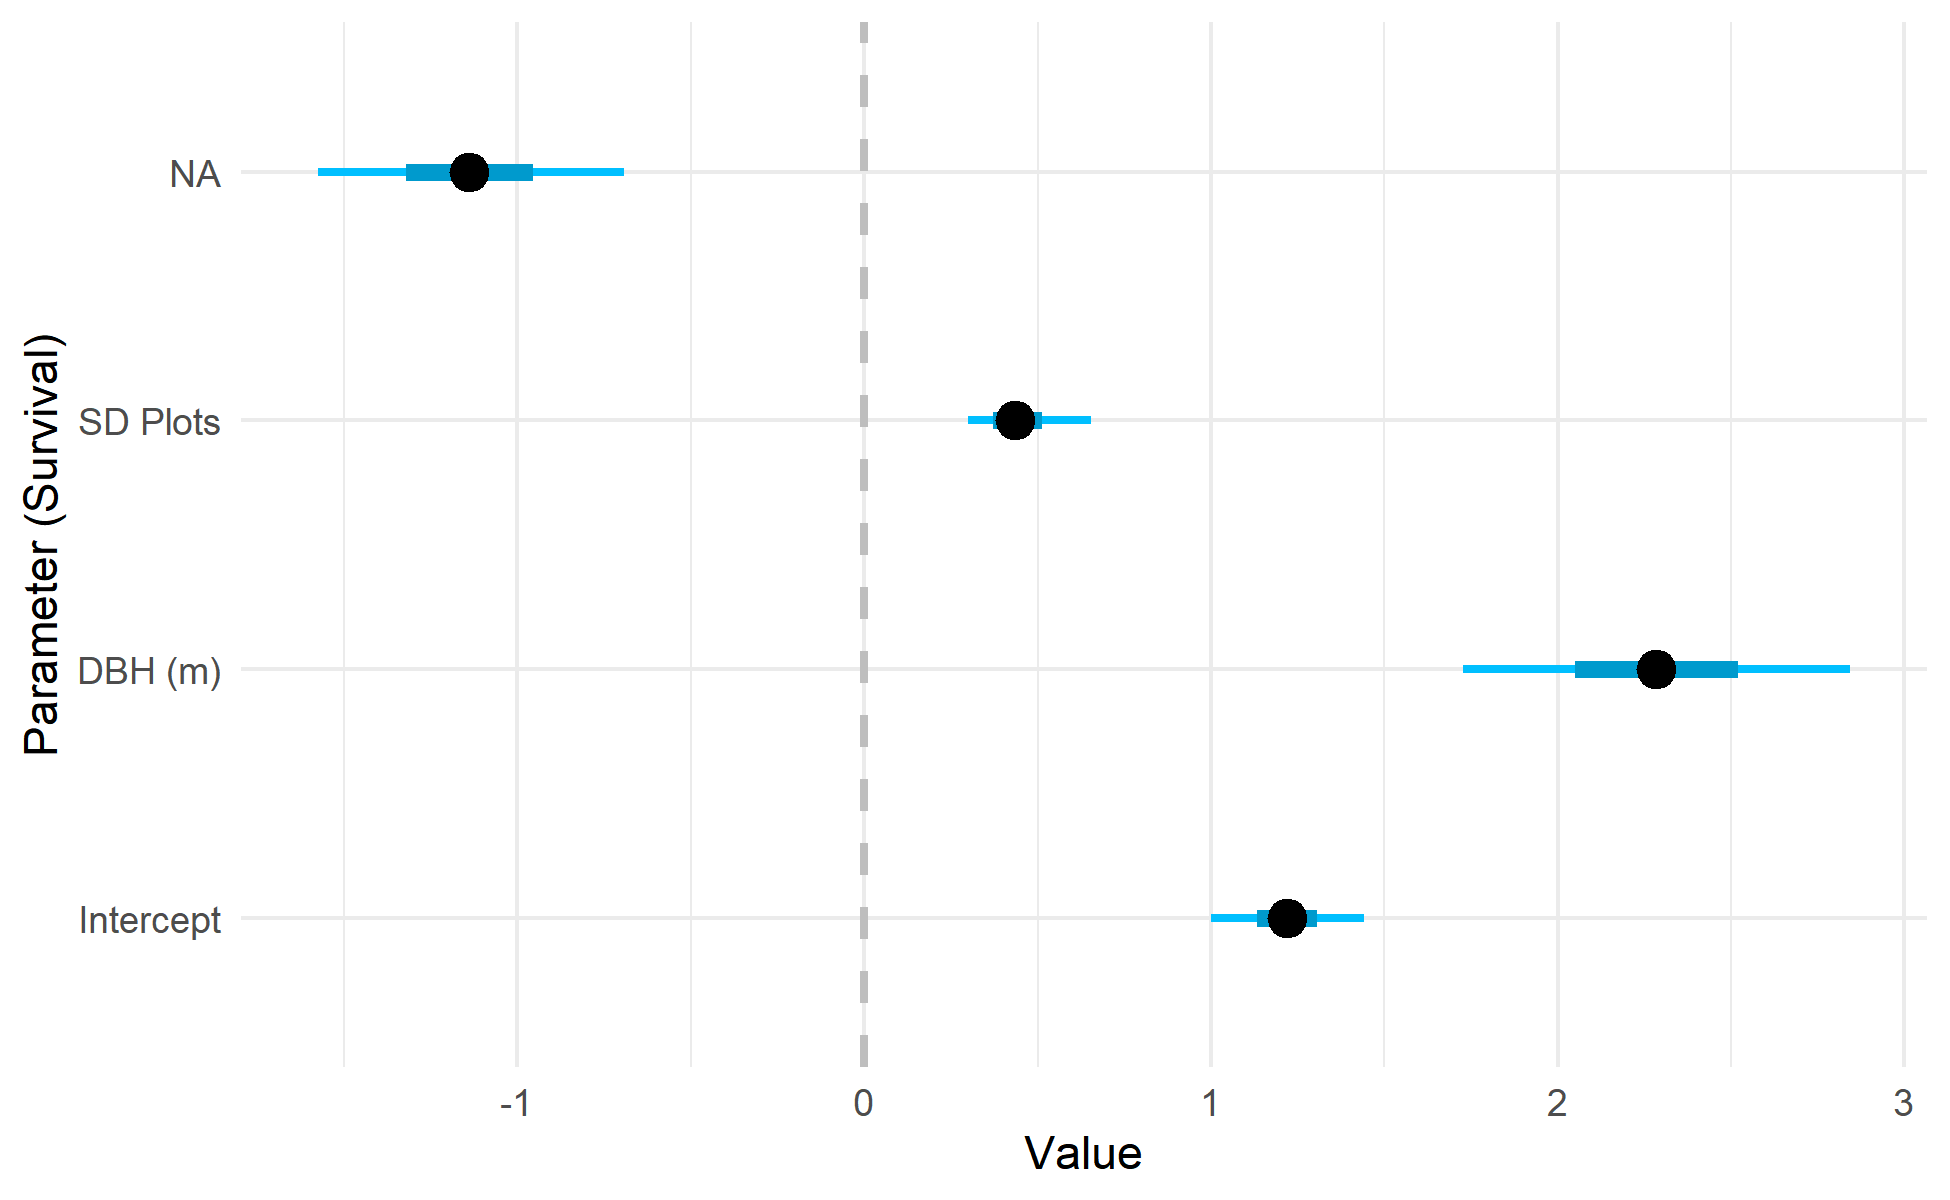 NA
SD Plots
DBH (m)
Intercept
Parameter (Survival)
-1 0 1 2 3
Value